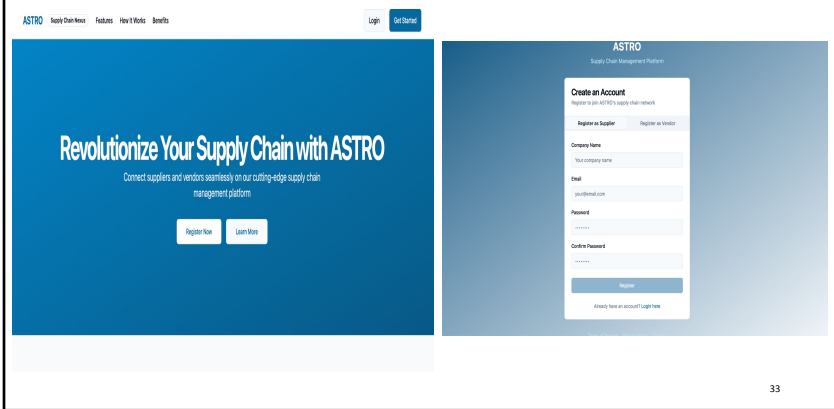 ASTRO Supply Chain Nexus Features How It Works Benefits Login Get Started
Revolutionize Your Supply Chain with ASTRO
Connect suppliers and vendors seamlessly on our cutting-edge supply chain
management platform
Register Now Learn More
ASTRO
Supply Chain Management Platform
Create an Account
Register to join ASTRO's supply chain network
Register as Supplier Register as Vendor
Company Name
Your company name
Email
your@email.com
Password
••••••••
Confirm Password
••••••••
Register
Already have an account? Login here
33